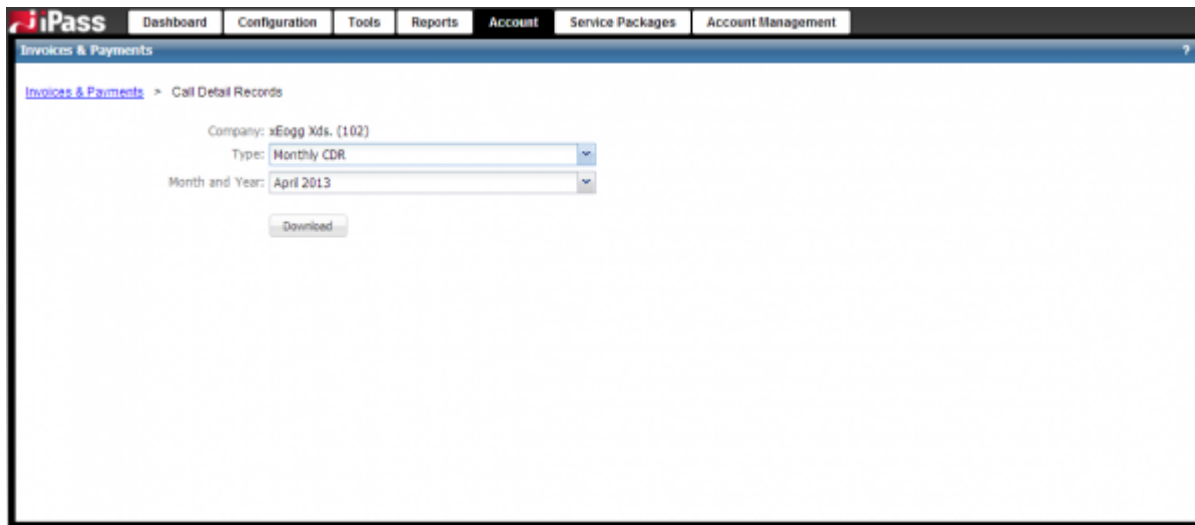 iPass Dashboard Configuration Tools Reports Account Service Packages Account Management
Invoices & Payments ?
Invoices & Payments > Call Detail Records
Company: xEogg Xds. (102)
Type: Monthly CDR
Month and Year: April 2013
Download